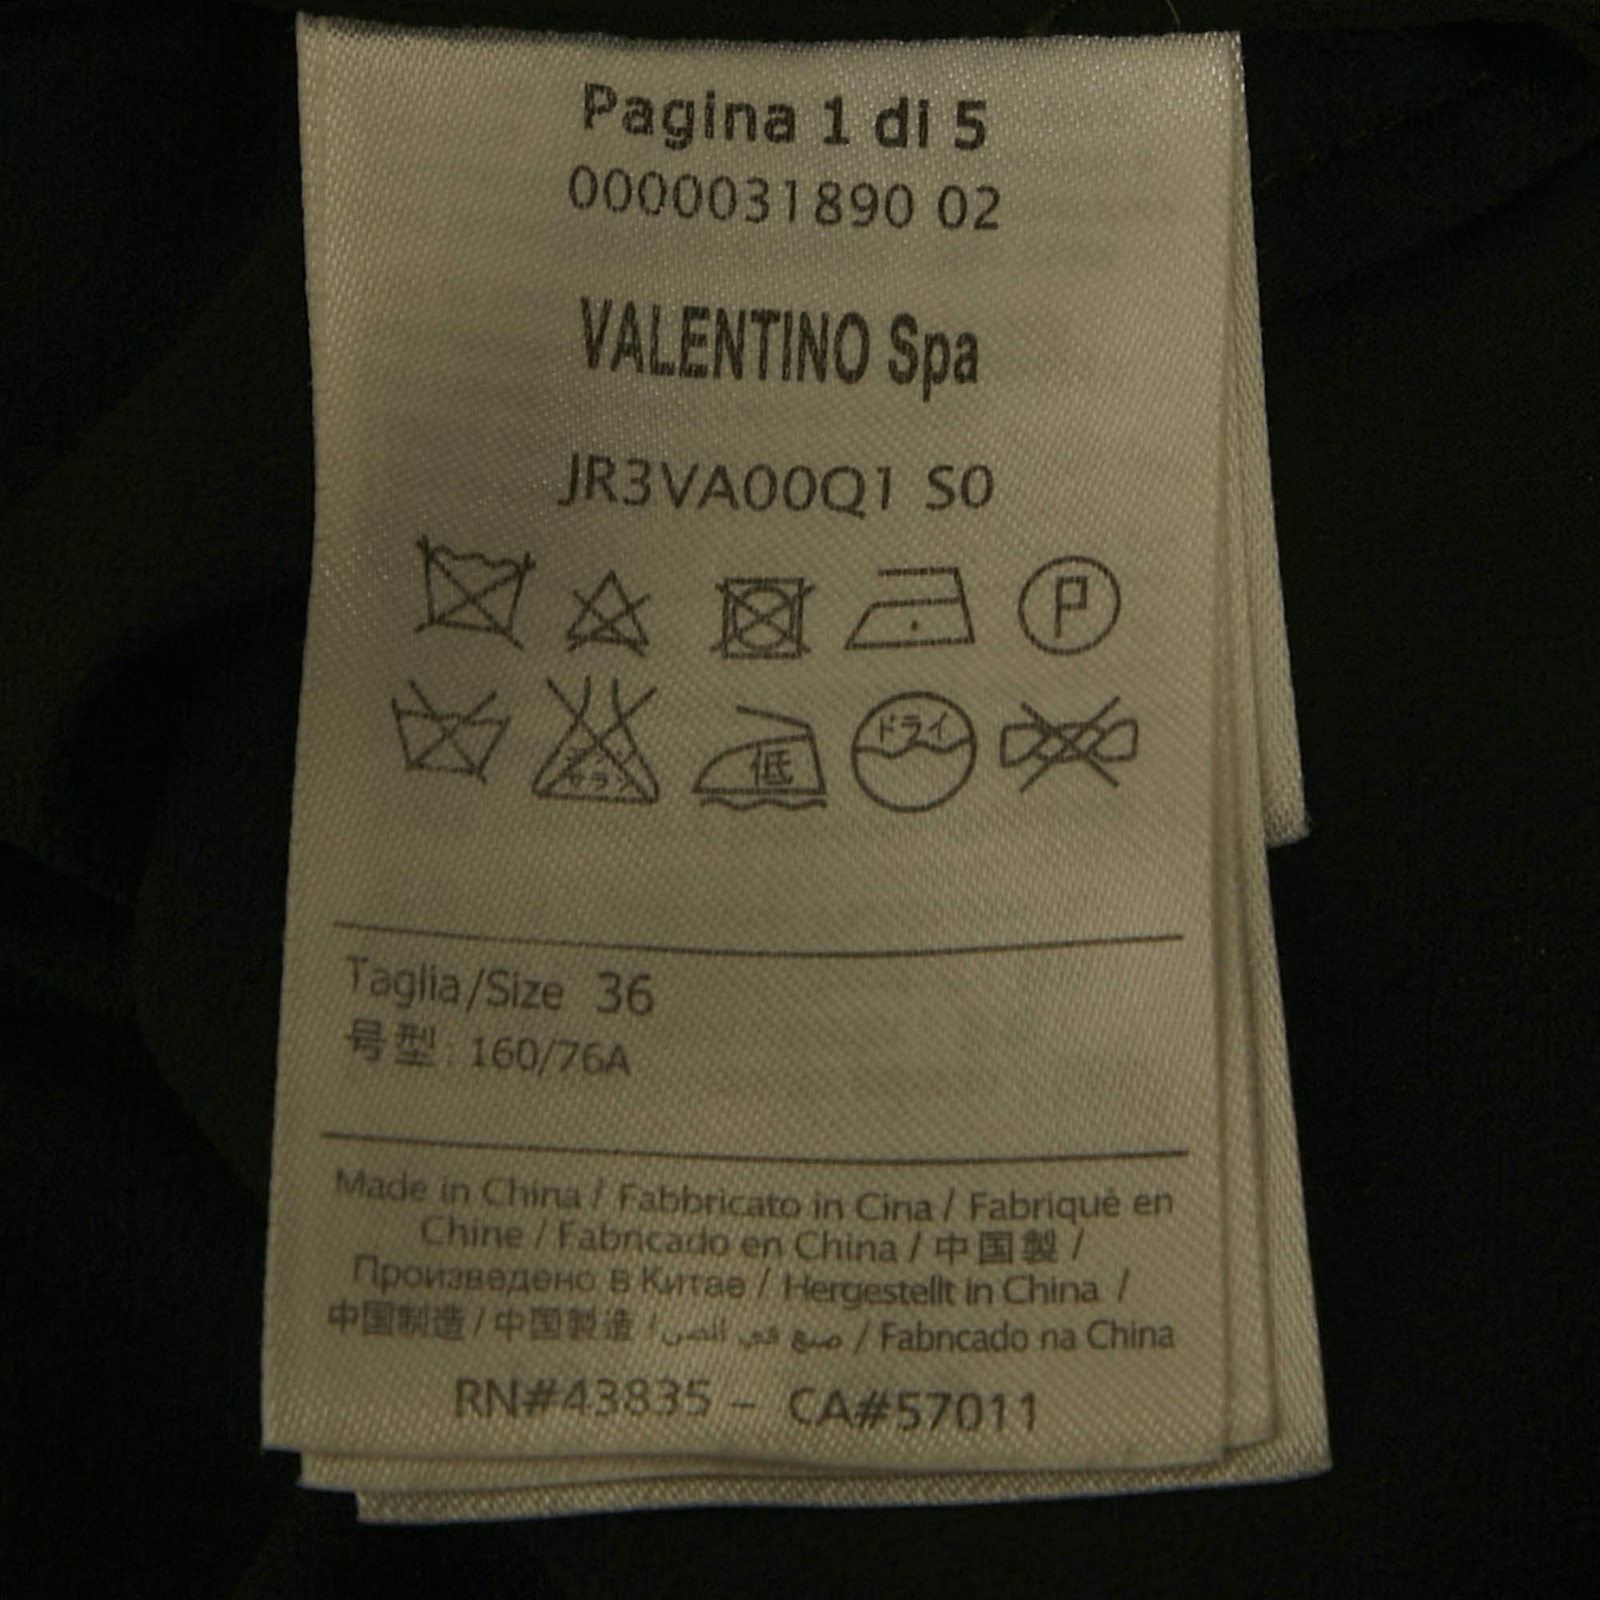 Pagina 1 di 5
0000031890 02
VALENTINO Spa
JR3VA00Q1 S0
P
低 ドライ
Taglia/Size 36
号型: 160/76A
Made in China / Fabbricato in Cina / Fabriqué en
Chine / Fabricado en China / 中国製 /
Произведено в Китае / Hergestellt in China /
中国制造 / 中国製造 / صنع في الصين / Fabricado na China
RN#43835 - CA#57011